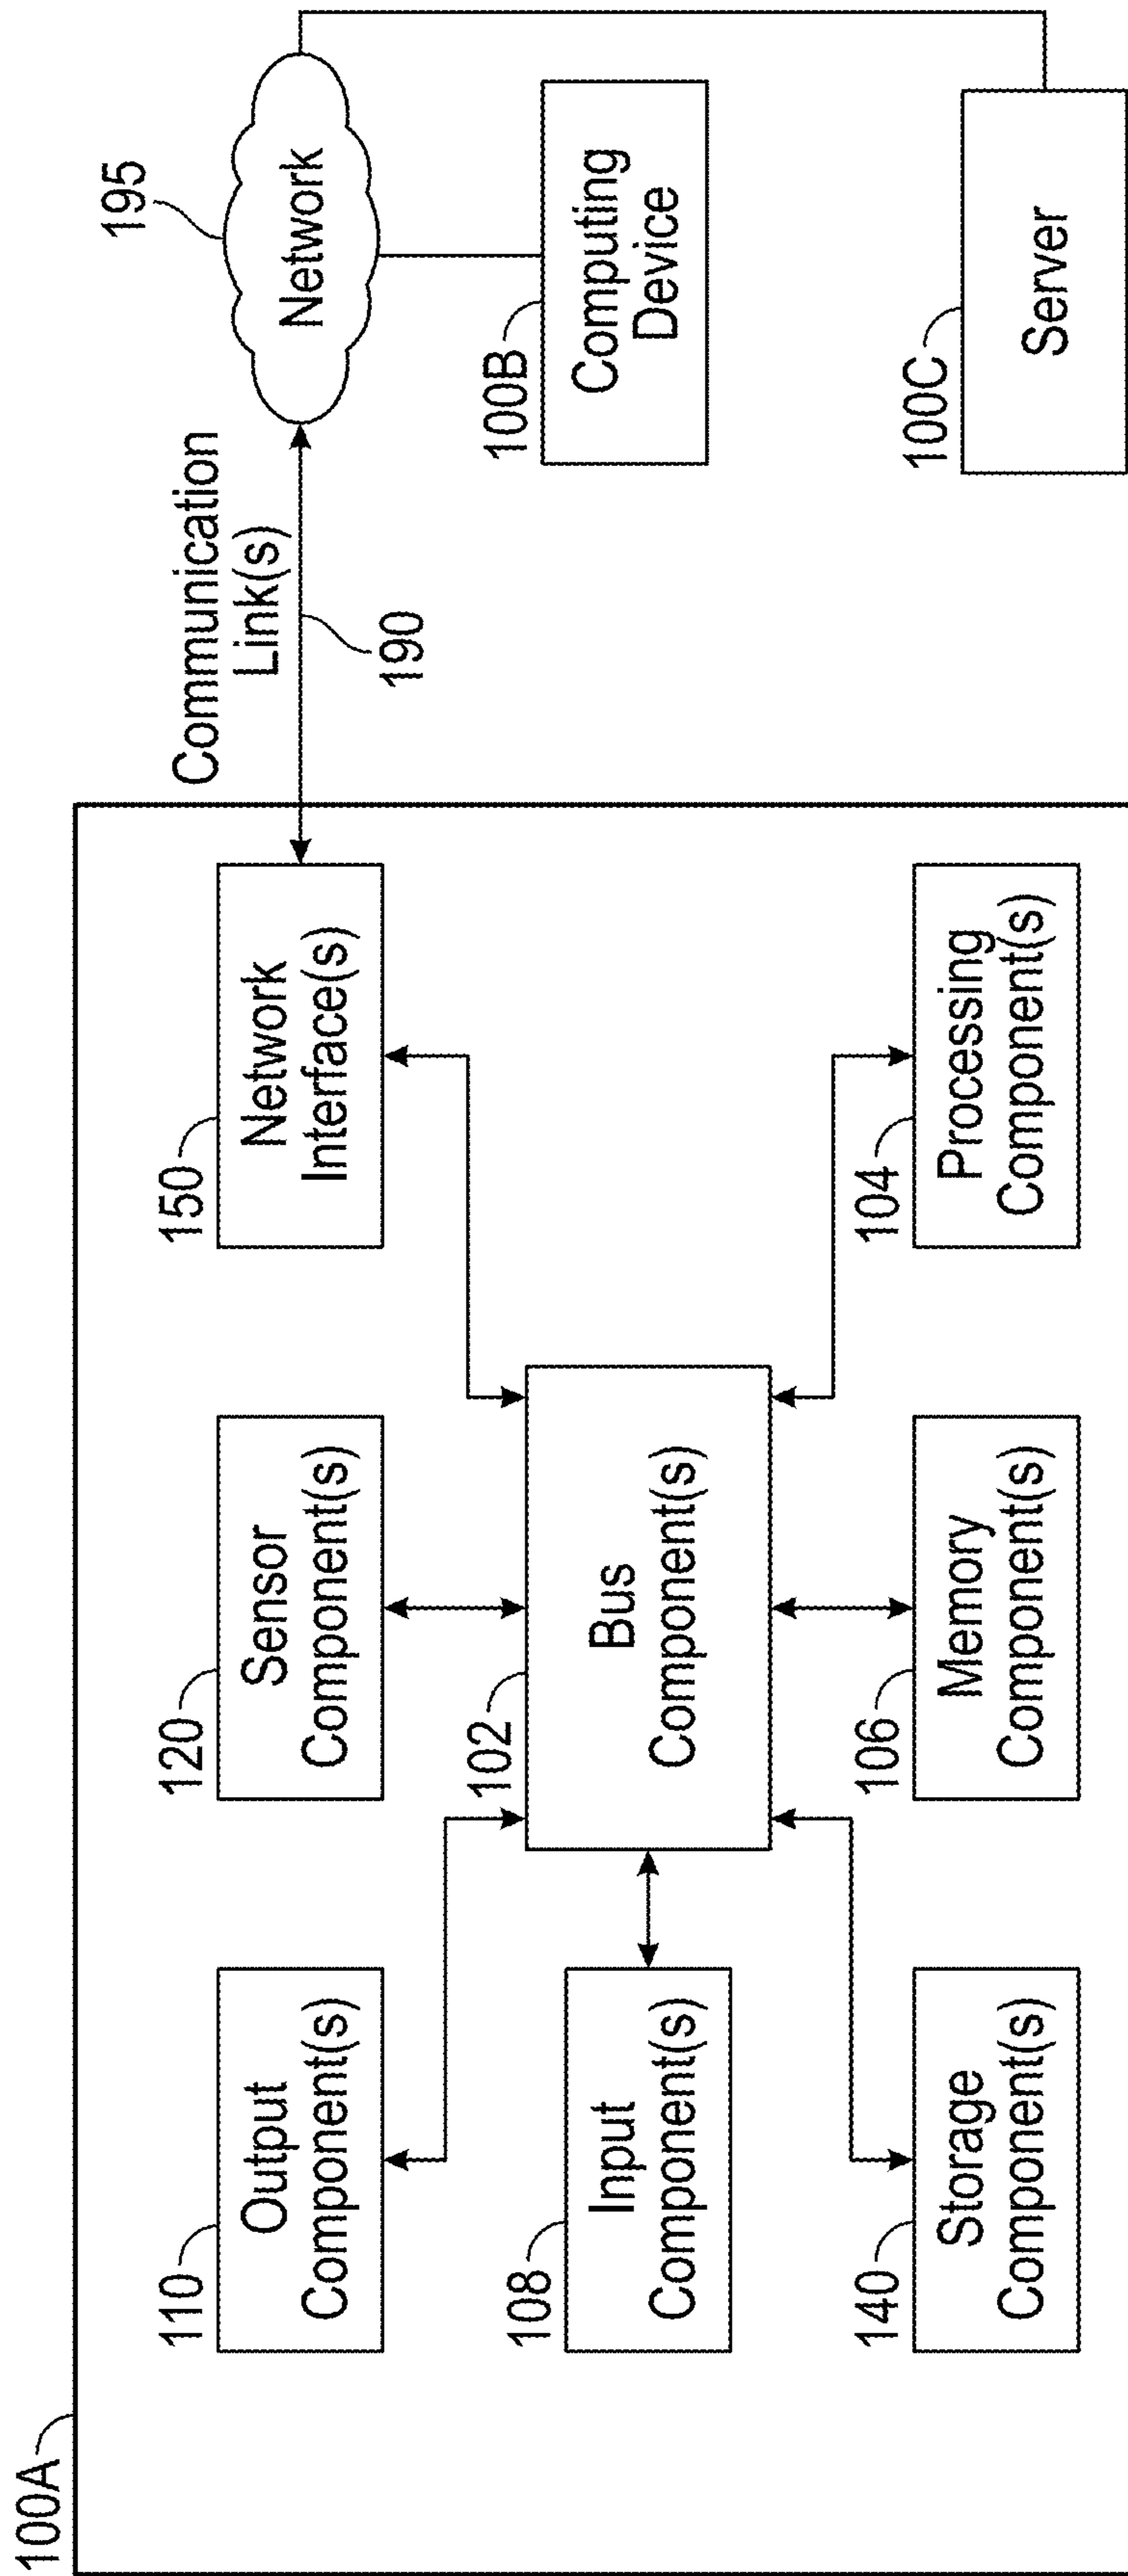 100A
110
Output
Component(s)
120
Sensor
Component(s)
150
Network
Interface(s)
Communication
Link(s)
190
195
Network
108
Input
Component(s)
102
Bus
Component(s)
100B
Computing
Device
140
Storage
Component(s)
106
Memory
Component(s)
104
Processing
Component(s)
100C
Server